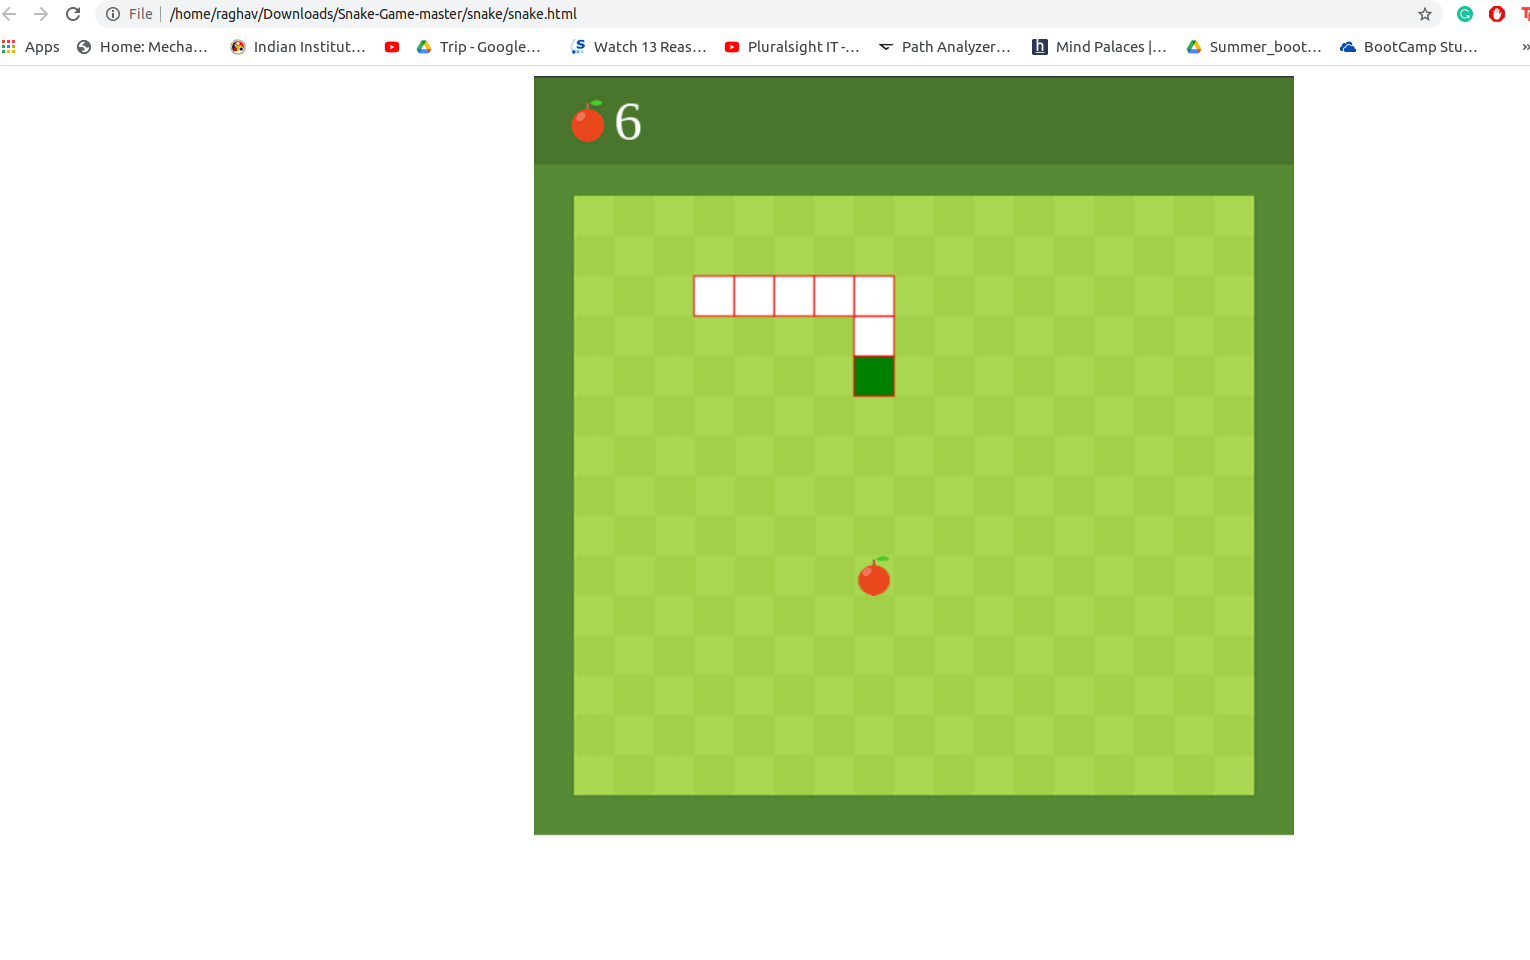 File /home/raghav/Downloads/Snake-Game-master/snake/snake.html
Apps Home: Mecha... Indian Institut... Trip - Google... Watch 13 Reas... Pluralsight IT -... Path Analyzer... Mind Palaces |... Summer_boot... BootCamp Stu... »
6